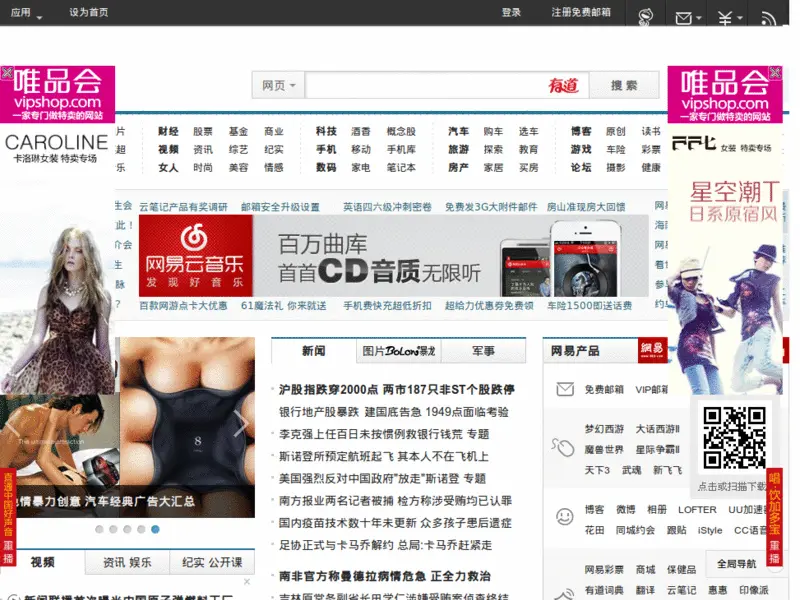 应用 设为首页 登录 注册免费邮箱
唯品会
vipshop.com
一家专门做特卖的网站
CAROLINE
卡洛琳女装 特卖专场
网页 有道 搜索
唯品会
vipshop.com
一家专门做特卖的网站
女装 特卖专场
星空潮T
日系原宿风
片 财经 股票 基金 商业 科技 酒香 概念股 汽车 购车 选车 博客 原创 读书
超 视频 资讯 综艺 纪实 手机 移动 手机库 旅游 探索 教育 游戏 车险 彩票
乐 女人 时尚 美容 情感 数码 家电 笔记本 房产 家居 买房 论坛 摄影 健康
生会 云笔记产品有奖调研 邮箱安全升级设置 英语四六级冲刺密卷 免费发3G大附件邮件 房山准现房大回馈
此！
介会
生
脉
网易云音乐
发现好音乐
百万曲库
首首CD音质无限听
？ 百款网游点卡大优惠 61魔法礼 你来就送 手机费快充超低折扣 超给力优惠券免费领 车险1500即送话费
8
情暴力创意 汽车经典广告大汇总
直通中国好声音 重播
视频 资讯 娱乐 纪实 公开课
新闻 图片 军事
沪股指跌穿2000点 两市187只非ST个股跌停
银行地产股暴跌 建国底告急 1949点面临考验
李克强上任百日未按惯例救银行钱荒 专题
斯诺登所预定航班起飞 其本人不在飞机上
美国强烈反对中国政府"放走"斯诺登 专题
南方报业两名记者被捕 检方称涉受贿均已认罪
国内疫苗技术数十年未更新 众多孩子患后遗症
足协正式与卡马乔解约 总局:卡马乔赶紧走
南非官方称曼德拉病情危急 正全力救治
网易产品 网易
免费邮箱 VIP邮箱
梦幻西游 大话西游II
魔兽世界 星际争霸II
天下3 武魂 新飞飞
点击或扫描下载
博客 微博 相册 LOFTER UU加速器
花田 同城约会 跟贴 iStyle CC语音
网易彩票 商城 保健品 全局导航
有道词典 翻译 云笔记 惠惠 印像派
唱饮加多宝 重播